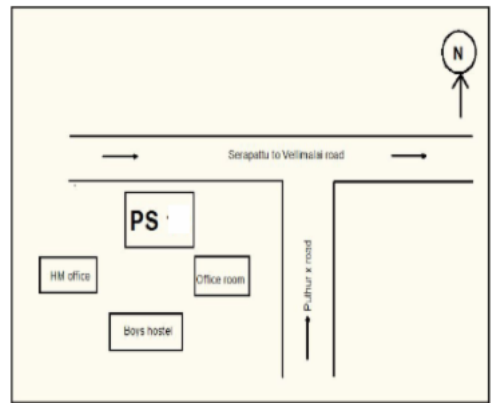 N
Serapattu to Vellimalai road
PS
HM office
Office room
Puthur x road
Boys hostel